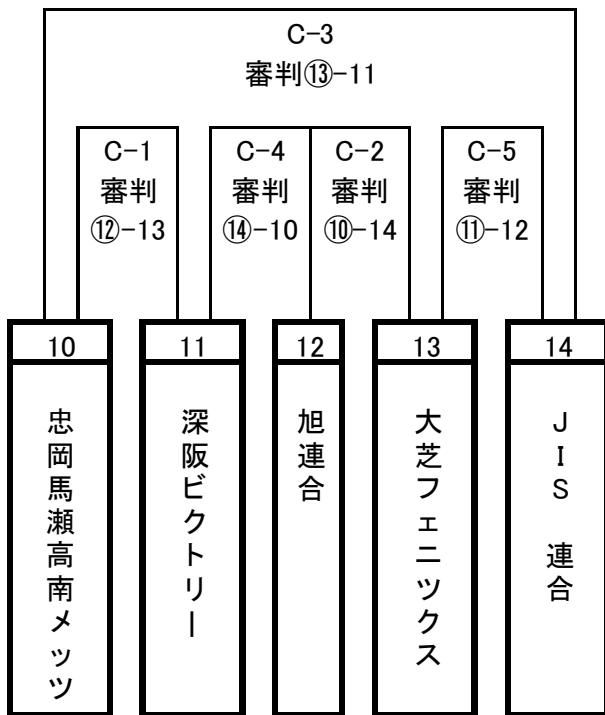 C-3
審判⑬-11
C-1
審判
⑫-13
C-4
審判
⑭-10
C-2
審判
⑩-14
C-5
審判
⑪-12
10
11
12
13
14
忠岡馬瀬高南メッツ
深阪ビクトリー
旭連合
大芝フェニツクス
JIS 連合